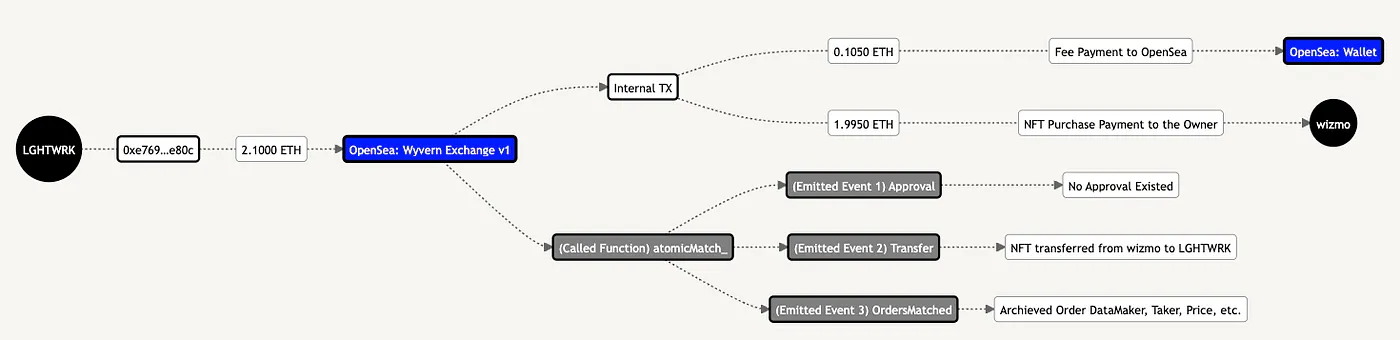 LGHTWRK
0xe769...e80c
2.1000 ETH
OpenSea: Wyvern Exchange v1
Internal TX
0.1050 ETH
Fee Payment to OpenSea
OpenSea: Wallet
1.9950 ETH
NFT Purchase Payment to the Owner
wizmo
(Called Function) atomicMatch_
(Emitted Event 1) Approval
No Approval Existed
(Emitted Event 2) Transfer
NFT transferred from wizmo to LGHTWRK
(Emitted Event 3) OrdersMatched
Archieved Order DataMaker, Taker, Price, etc.